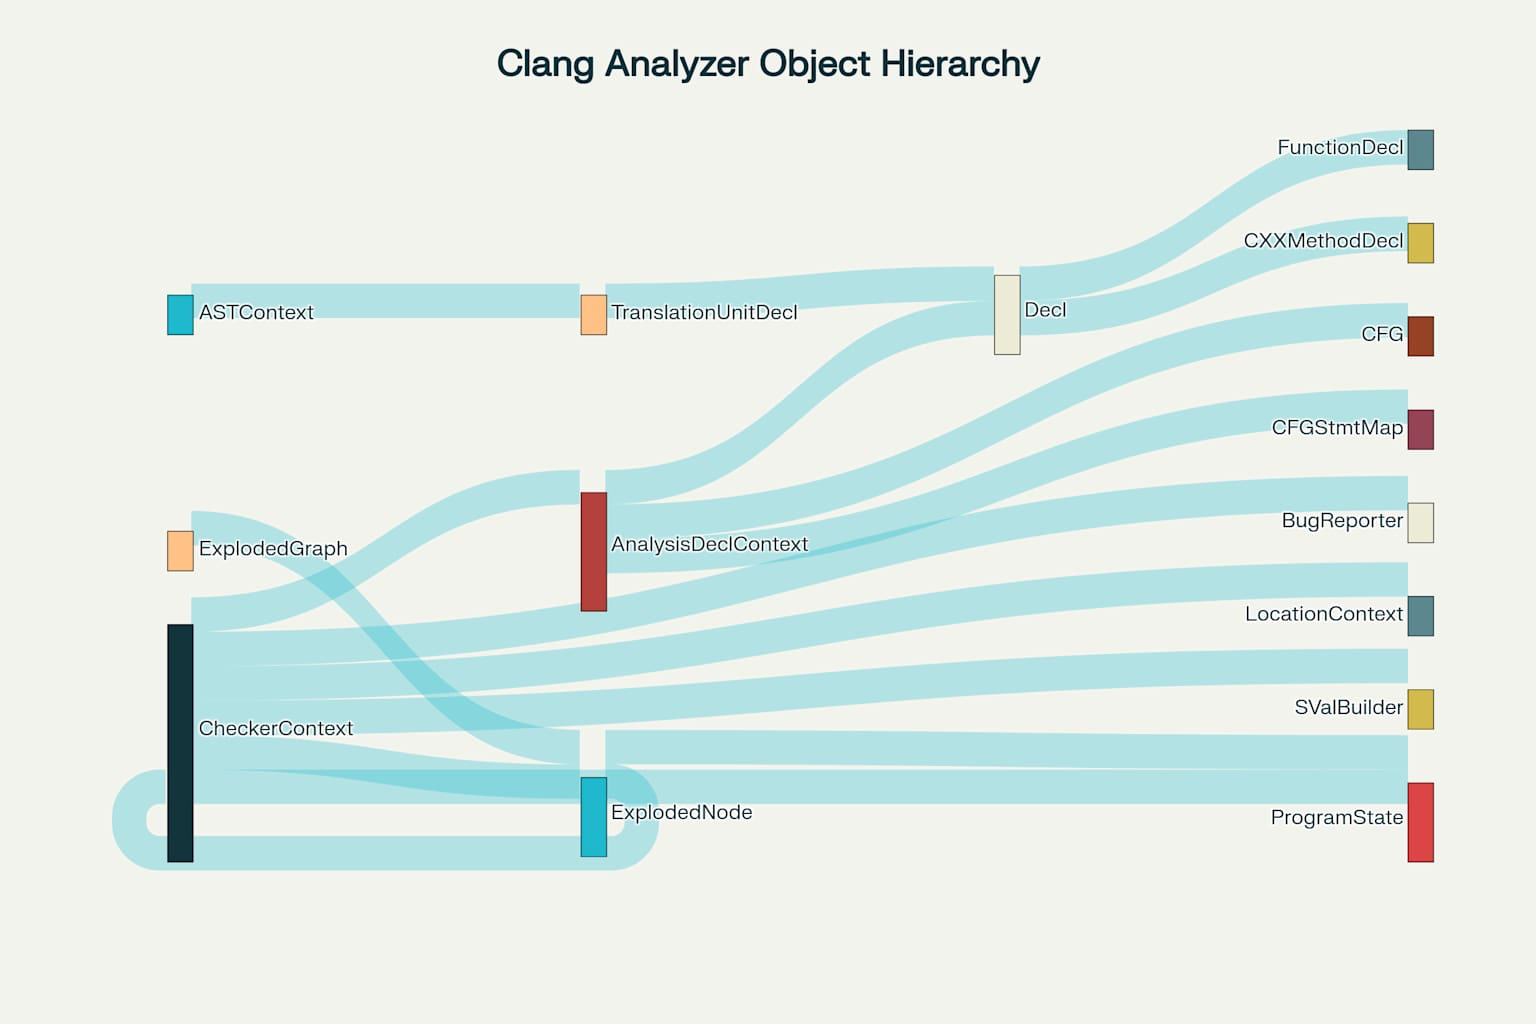 Clang Analyzer Object Hierarchy
FunctionDecl
CXXMethodDecl
ASTContext
TranslationUnitDecl
Decl
CFG
CFGStmtMap
BugReporter
ExplodedGraph
AnalysisDeclContext
LocationContext
SValBuilder
CheckerContext
ExplodedNode
ProgramState